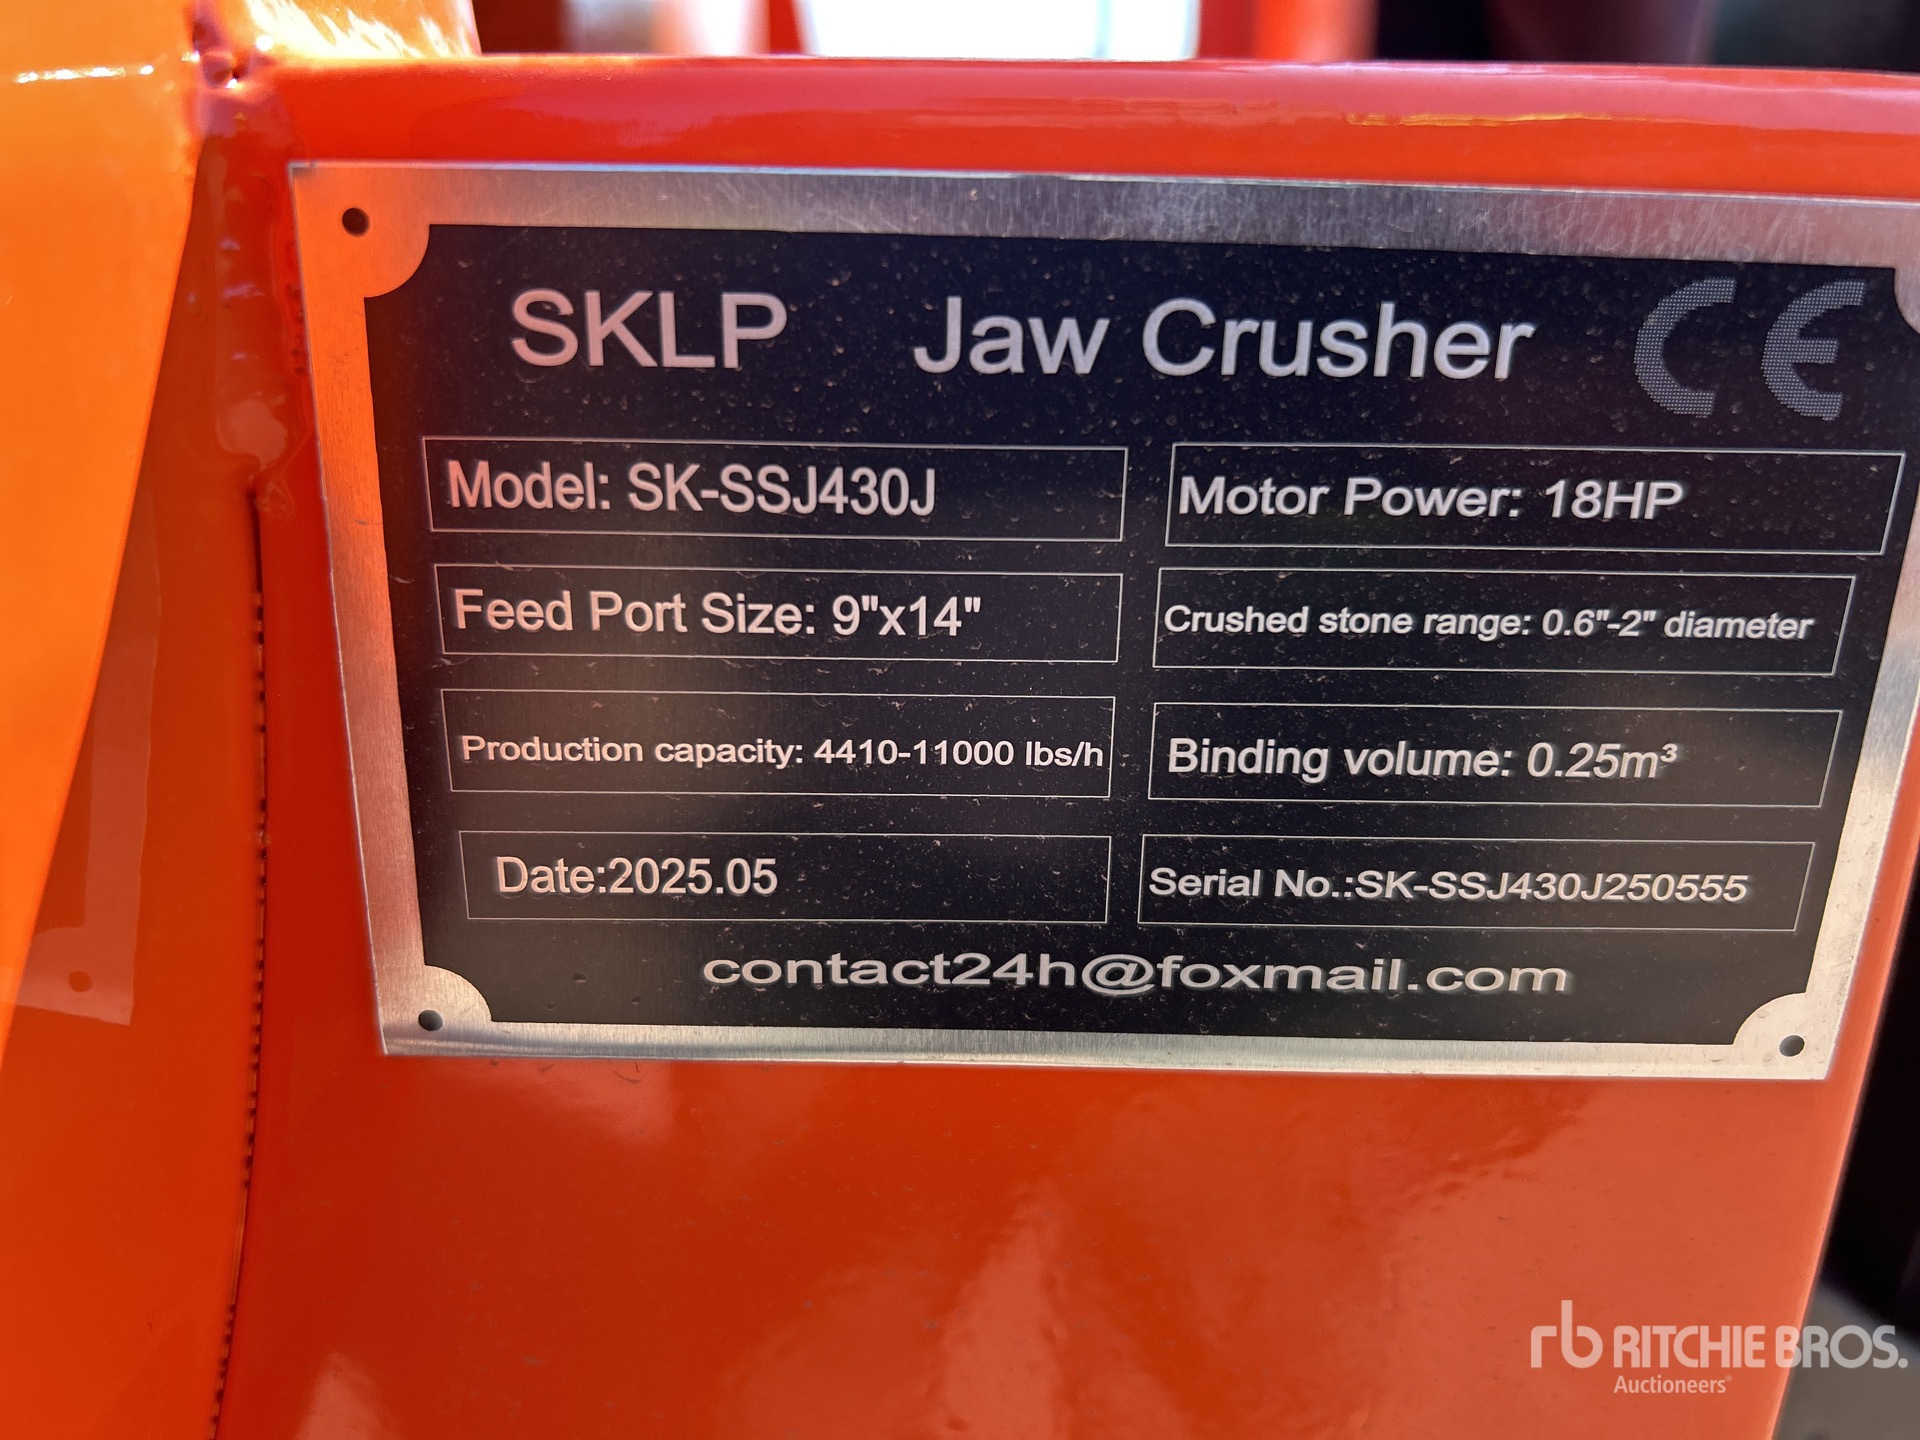 SKLP Jaw Crusher CE
Model: SK-SSJ430J Motor Power: 18HP
Feed Port Size: 9"x14" Crushed stone range: 0.6"-2" diameter
Production capacity: 4410-11000 lbs/h Binding volume: 0.25m³
Date:2025.05 Serial No.:SK-SSJ430J250555
contact24h@foxmail.com
rb RITCHIE BROS.
Auctioneers®